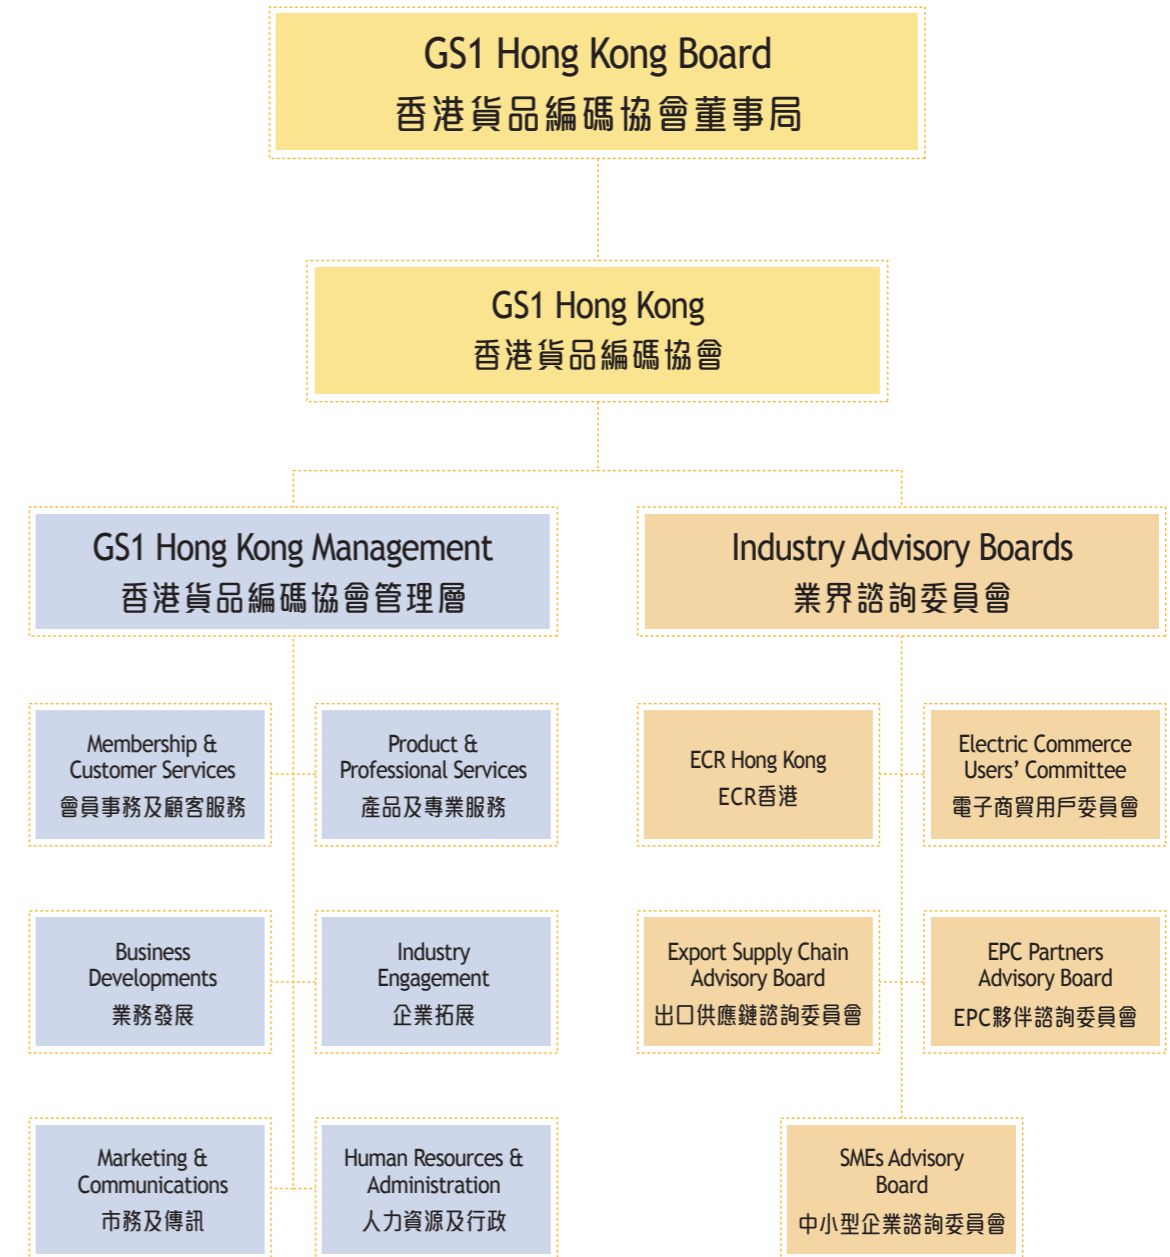 GS1 Hong Kong Board
香港貨品編碼協會董事局
GS1 Hong Kong
香港貨品編碼協會
GS1 Hong Kong Management
香港貨品編碼協會管理層
Industry Advisory Boards
業界諮詢委員會
Membership &
Customer Services
會員事務及顧客服務
Product &
Professional Services
產品及專業服務
ECR Hong Kong
ECR香港
Electric Commerce
Users’ Committee
電子商貿用戶委員會
Business
Developments
業務發展
Industry
Engagement
企業拓展
Export Supply Chain
Advisory Board
出口供應鏈諮詢委員會
EPC Partners
Advisory Board
EPC夥伴諮詢委員會
Marketing &
Communications
市務及傳訊
Human Resources &
Administration
人力資源及行政
SMEs Advisory
Board
中小型企業諮詢委員會